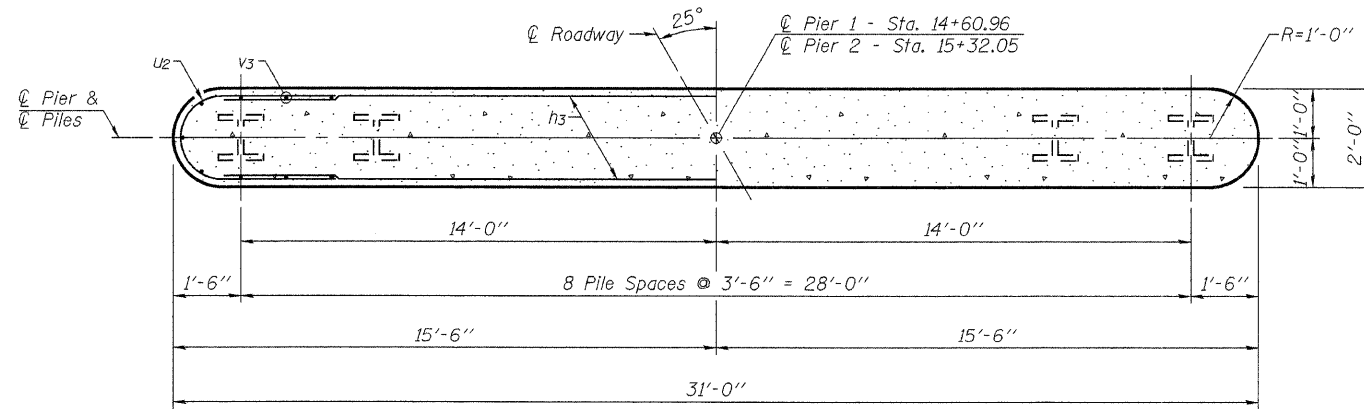 25°
℄ Roadway
℄ Pier 1 - Sta. 14+60.96
℄ Pier 2 - Sta. 15+32.05
R=1'-0"
u2
v3
℄ Pier &
℄ Piles
h3
1'-0"
1'-0"
2'-0"
14'-0"
14'-0"
1'-6"
8 Pile Spaces @ 3'-6" = 28'-0"
1'-6"
15'-6"
15'-6"
31'-0"